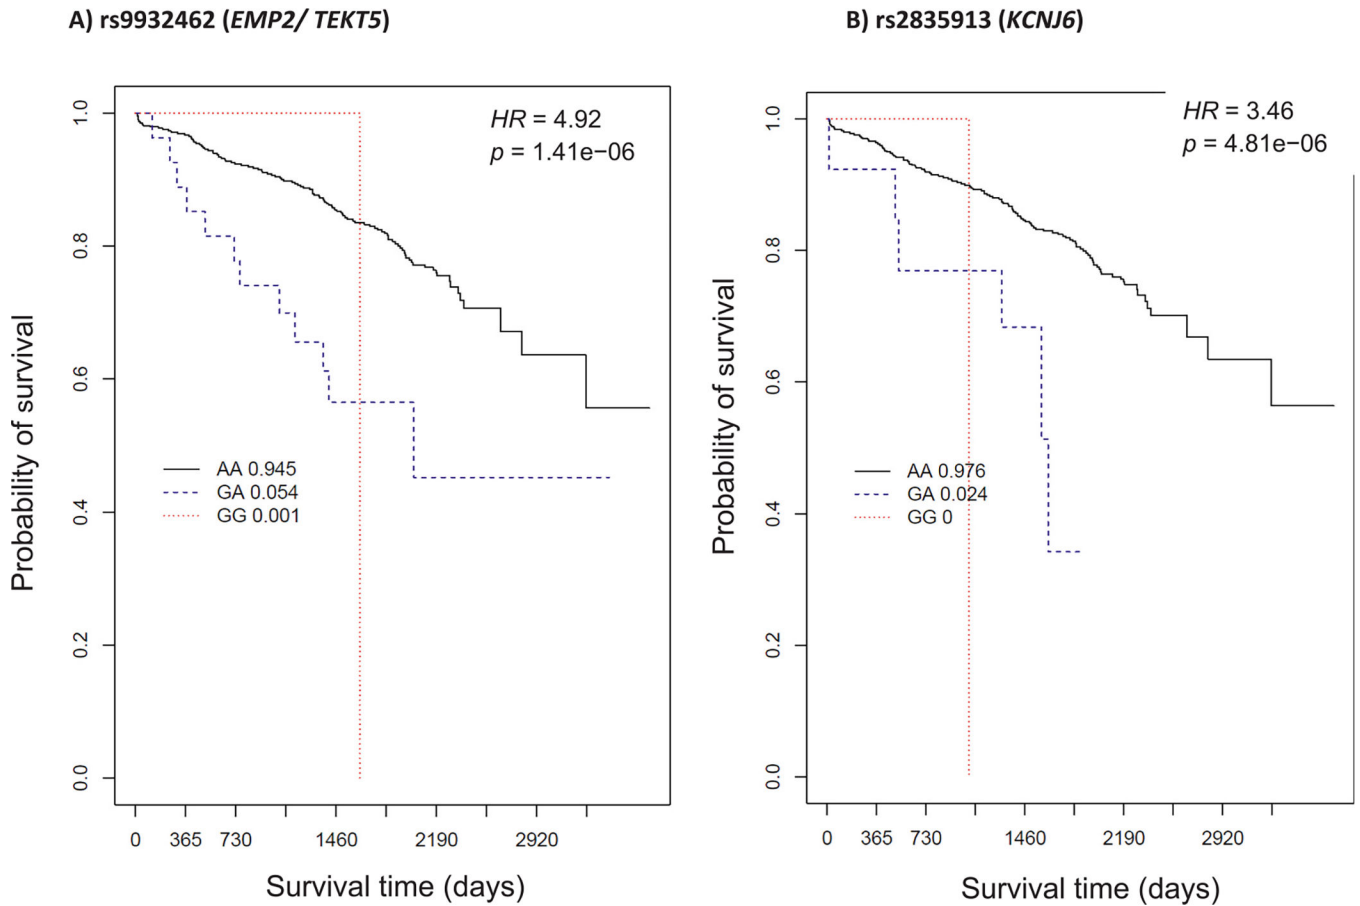 A) rs9932462 (EMP2/ TEKT5)
HR = 4.92
p = 1.41e−06
Probability of survival
1.0
0.8
0.6
0.4
0.2
0.0
AA 0.945
GA 0.054
GG 0.001
0 365 730 1460 2190 2920
Survival time (days)
B) rs2835913 (KCNJ6)
HR = 3.46
p = 4.81e−06
Probability of survival
1.0
0.8
0.6
0.4
0.2
0.0
AA 0.976
GA 0.024
GG 0
0 365 730 1460 2190 2920
Survival time (days)